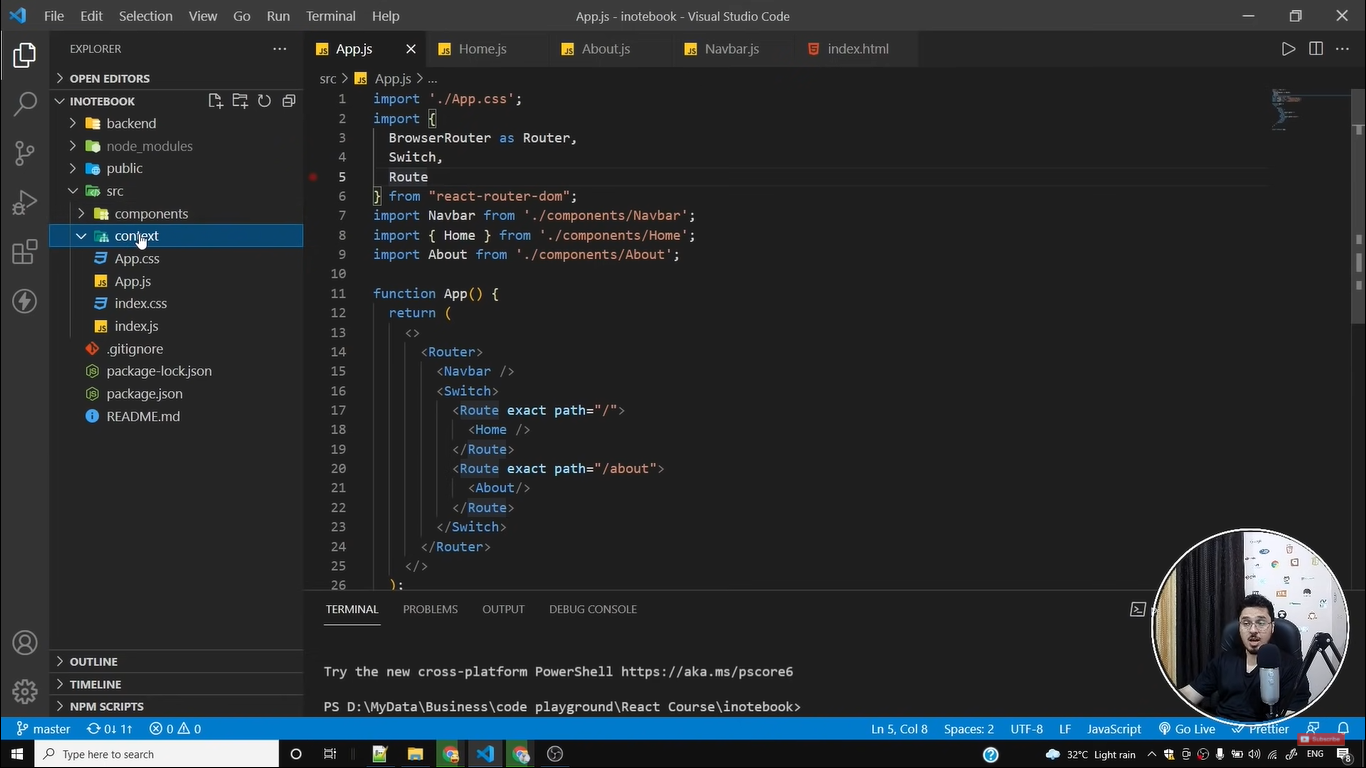 File Edit Selection View Go Run Terminal Help App.js - inotebook - Visual Studio Code
EXPLORER
OPEN EDITORS
INOTEBOOK
backend
node_modules
public
src
components
context
App.css
App.js
index.css
index.js
.gitignore
package-lock.json
package.json
README.md
OUTLINE
TIMELINE
NPM SCRIPTS
JS App.js JS Home.js JS About.js JS Navbar.js index.html
src > JS App.js > ...
1 import './App.css';
2 import {
3 BrowserRouter as Router,
4 Switch,
5 Route
6 } from "react-router-dom";
7 import Navbar from './components/Navbar';
8 import { Home } from './components/Home';
9 import About from './components/About';
10
11 function App() {
12 return (
13 <>
14 <Router>
15 <Navbar />
16 <Switch>
17 <Route exact path="/">
18 <Home />
19 </Route>
20 <Route exact path="/about">
21 <About/>
22 </Route>
23 </Switch>
24 </Router>
25 </>
26 );
TERMINAL PROBLEMS OUTPUT DEBUG CONSOLE
Try the new cross-platform PowerShell https://aka.ms/pscore6
PS D:\MyData\Business\code playground\React Course\inotebook>
master 0↓ 1↑ 0 0 Ln 5, Col 8 Spaces: 2 UTF-8 LF JavaScript Go Live Prettier
Subscribe
Type here to search 32°C Light rain ENG 8